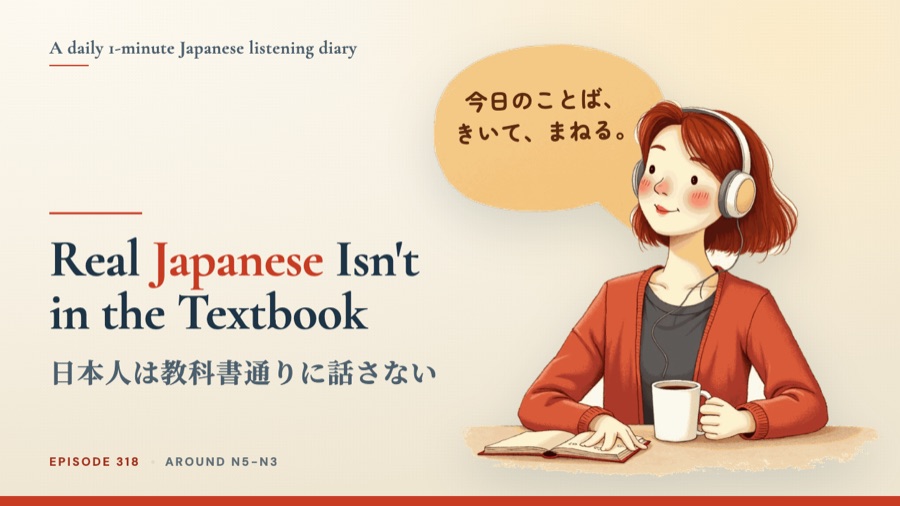 A daily 1-minute Japanese listening diary
今日のことば、
きいて、まねる。
Real Japanese Isn't
in the Textbook
日本人は教科書通りに話さない
EPISODE 318 · AROUND N5–N3